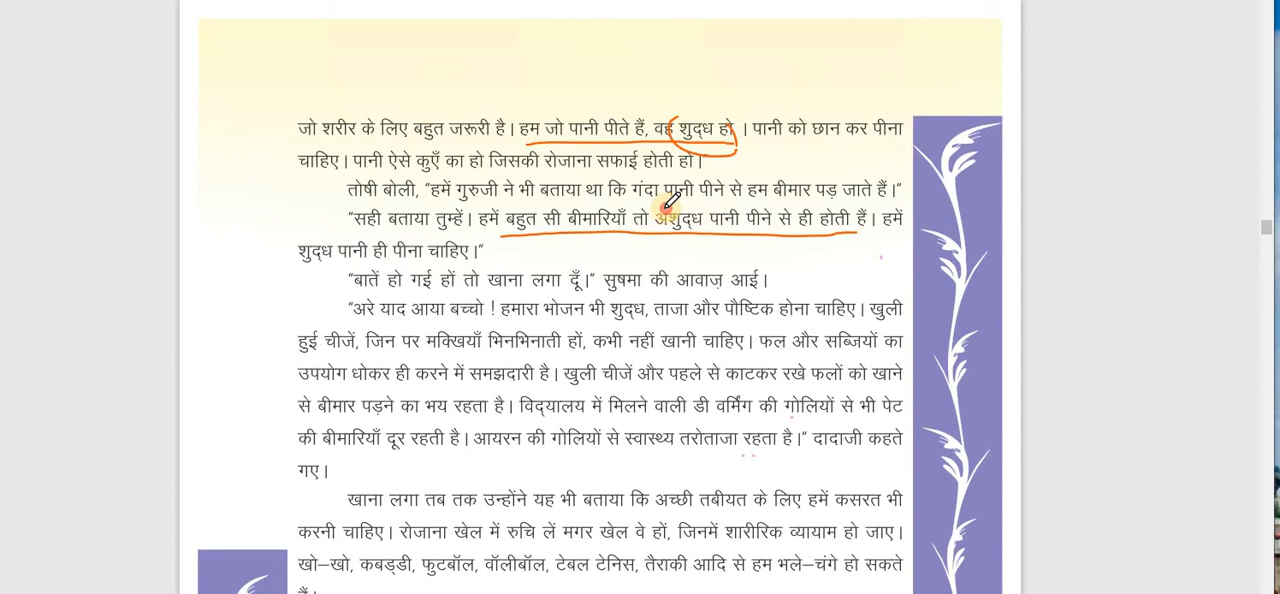 जो शरीर के लिए बहुत जरूरी है। हम जो पानी पीते हैं, वह शुद्ध हो । पानी को छान कर पीना
चाहिए। पानी ऐसे कुएँ का हो जिसकी रोजाना सफाई होती हो।"
तोषी बोली, "हमें गुरुजी ने भी बताया था कि गंदा पानी पीने से हम बीमार पड़ जाते हैं।"
"सही बताया तुम्हें। हमें बहुत सी बीमारियाँ तो अशुद्ध पानी पीने से ही होती हैं। हमें
शुद्ध पानी ही पीना चाहिए।"
"बातें हो गई हों तो खाना लगा दूँ।" सुषमा की आवाज़ आई।
"अरे याद आया बच्चो ! हमारा भोजन भी शुद्ध, ताजा और पौष्टिक होना चाहिए। खुली
हुई चीजें, जिन पर मक्खियाँ भिनभिनाती हों, कभी नहीं खानी चाहिए। फल और सब्जियों का
उपयोग धोकर ही करने में समझदारी है। खुली चीजें और पहले से काटकर रखे फलों को खाने
से बीमार पड़ने का भय रहता है। विद्यालय में मिलने वाली डी वर्मिंग की गोलियों से भी पेट
की बीमारियाँ दूर रहती है। आयरन की गोलियों से स्वास्थ्य तरोताजा रहता है।" दादाजी कहते
गए।
खाना लगा तब तक उन्होंने यह भी बताया कि अच्छी तबीयत के लिए हमें कसरत भी
करनी चाहिए। रोजाना खेल में रुचि लें मगर खेल वे हों, जिनमें शारीरिक व्यायाम हो जाए।
खो–खो, कबड्डी, फुटबॉल, वॉलीबॉल, टेबल टेनिस, तैराकी आदि से हम भले–चंगे हो सकते
हैं।